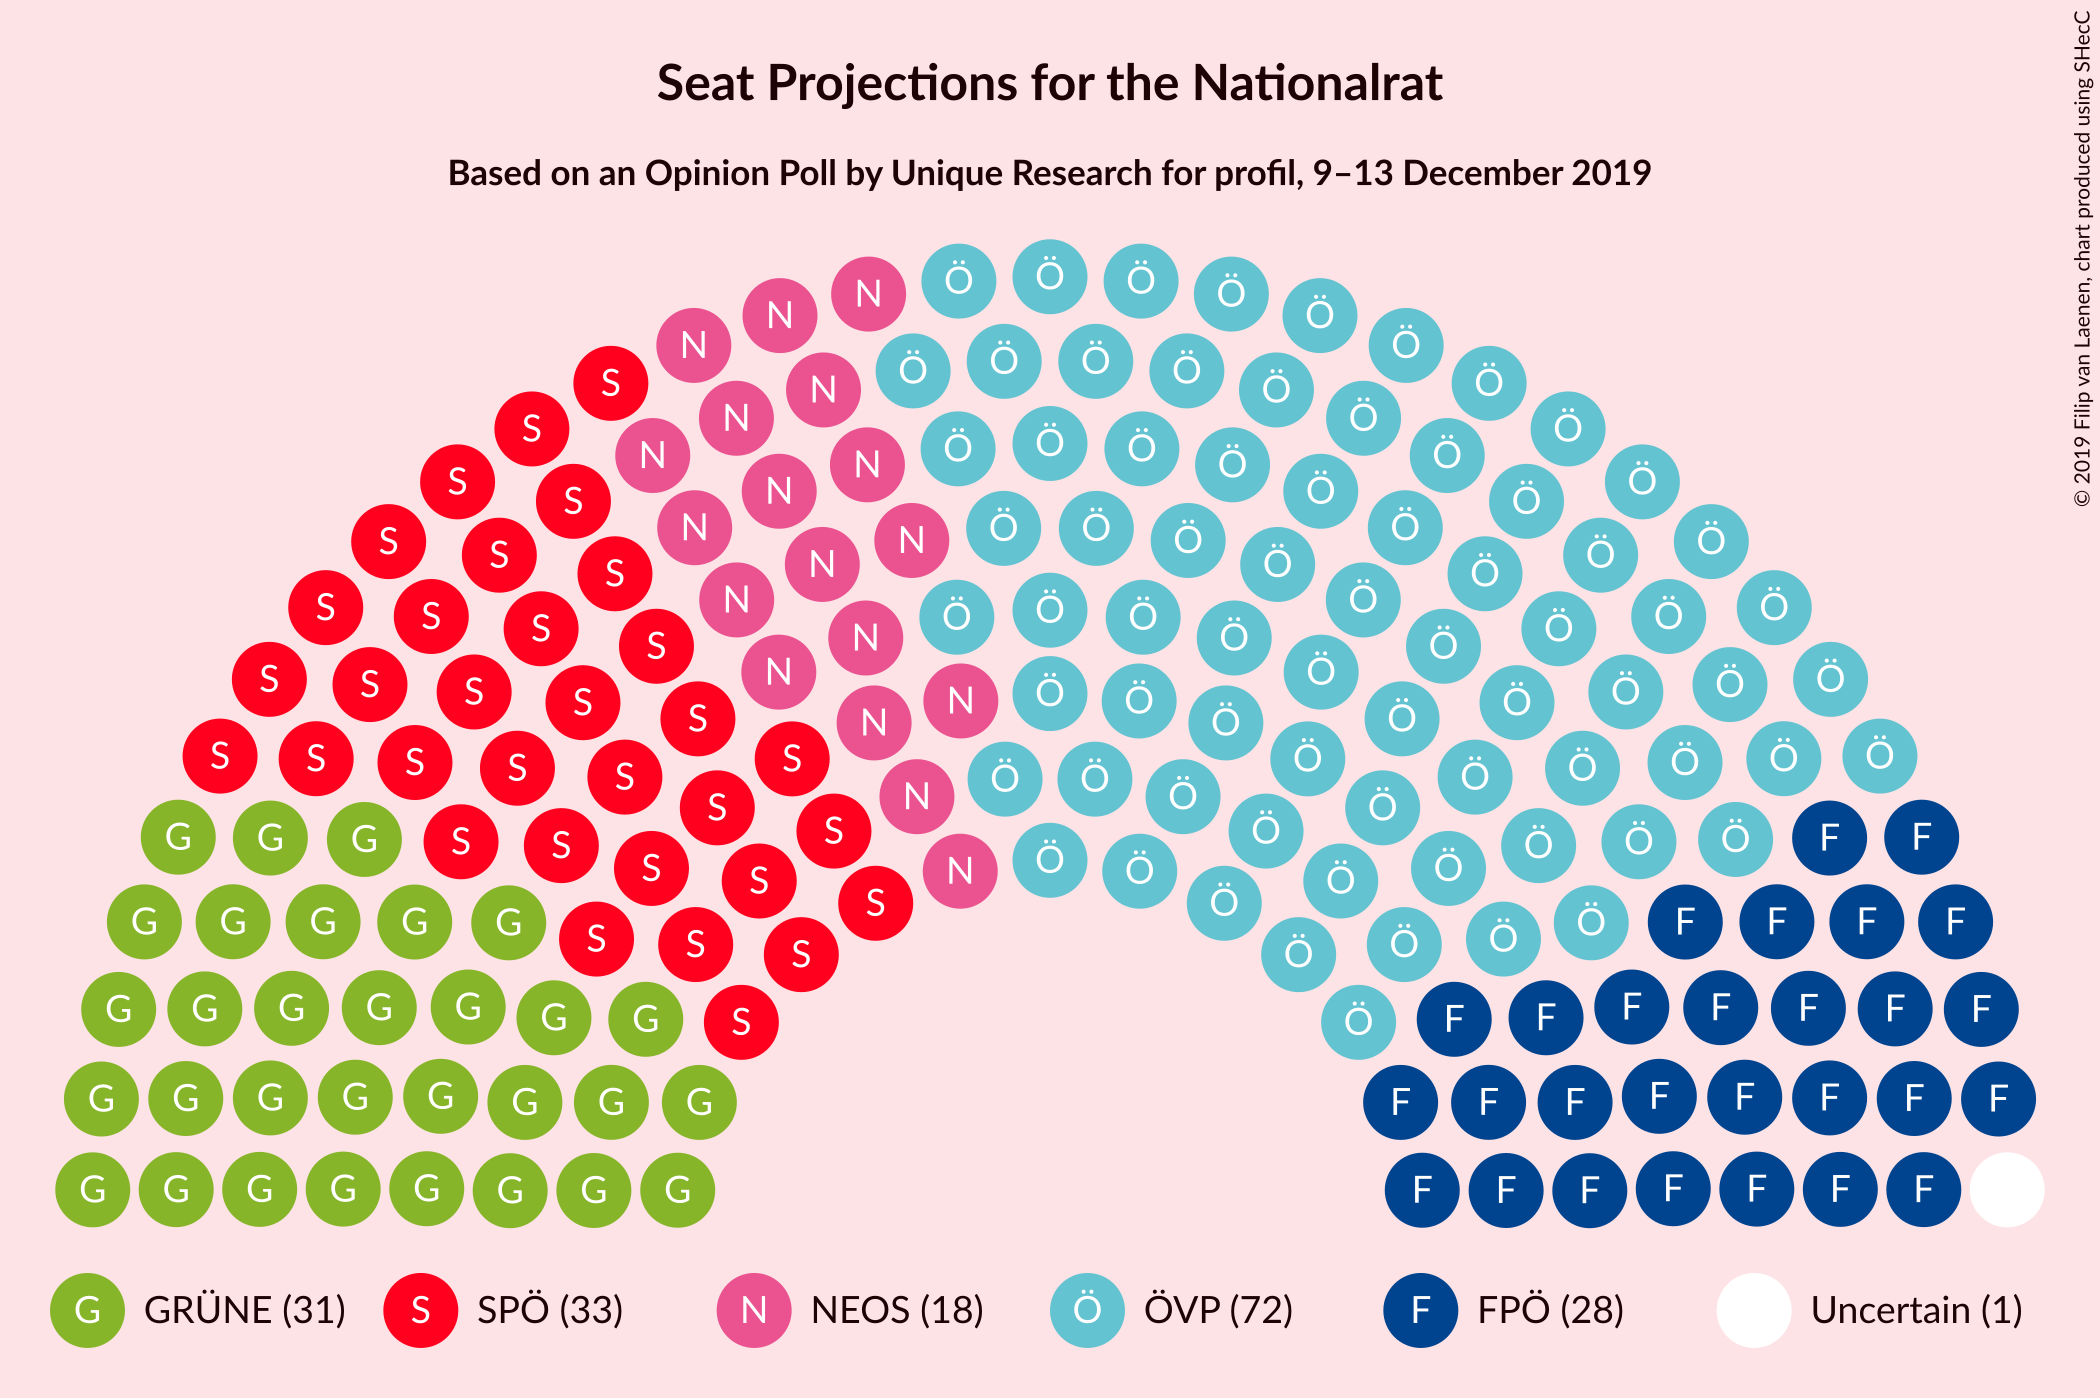 Seat Projections for the Nationalrat
Based on an Opinion Poll by Unique Research for profil, 9–13 December 2019
© 2019 Filip van Laenen, chart produced using SHecC
Ö Ö Ö
N Ö Ö
N Ö
N Ö
Ö Ö Ö Ö
S N Ö Ö
N Ö
N Ö
S Ö Ö Ö Ö Ö
N N Ö Ö
S N Ö Ö
S N Ö Ö
S N Ö Ö Ö Ö
S N Ö Ö
S N Ö Ö
S N Ö Ö
S S Ö Ö Ö Ö Ö
S S N Ö Ö
S S N Ö Ö
S S N Ö Ö
S S N Ö Ö Ö Ö
S S N Ö Ö Ö
S S S S S Ö Ö Ö Ö Ö
S N Ö Ö Ö Ö
S S Ö Ö
G G G S S S Ö Ö Ö F F
S S N Ö Ö Ö Ö
S S Ö Ö
G G G G G S S S Ö Ö Ö F F F F
S Ö
G G G G G G G S Ö F F F F F F F
G G G G G G G G F F F F F F F F
G G G G G G G G F F F F F F F
G GRÜNE (31) S SPÖ (33) N NEOS (18) Ö ÖVP (72) F FPÖ (28) Uncertain (1)